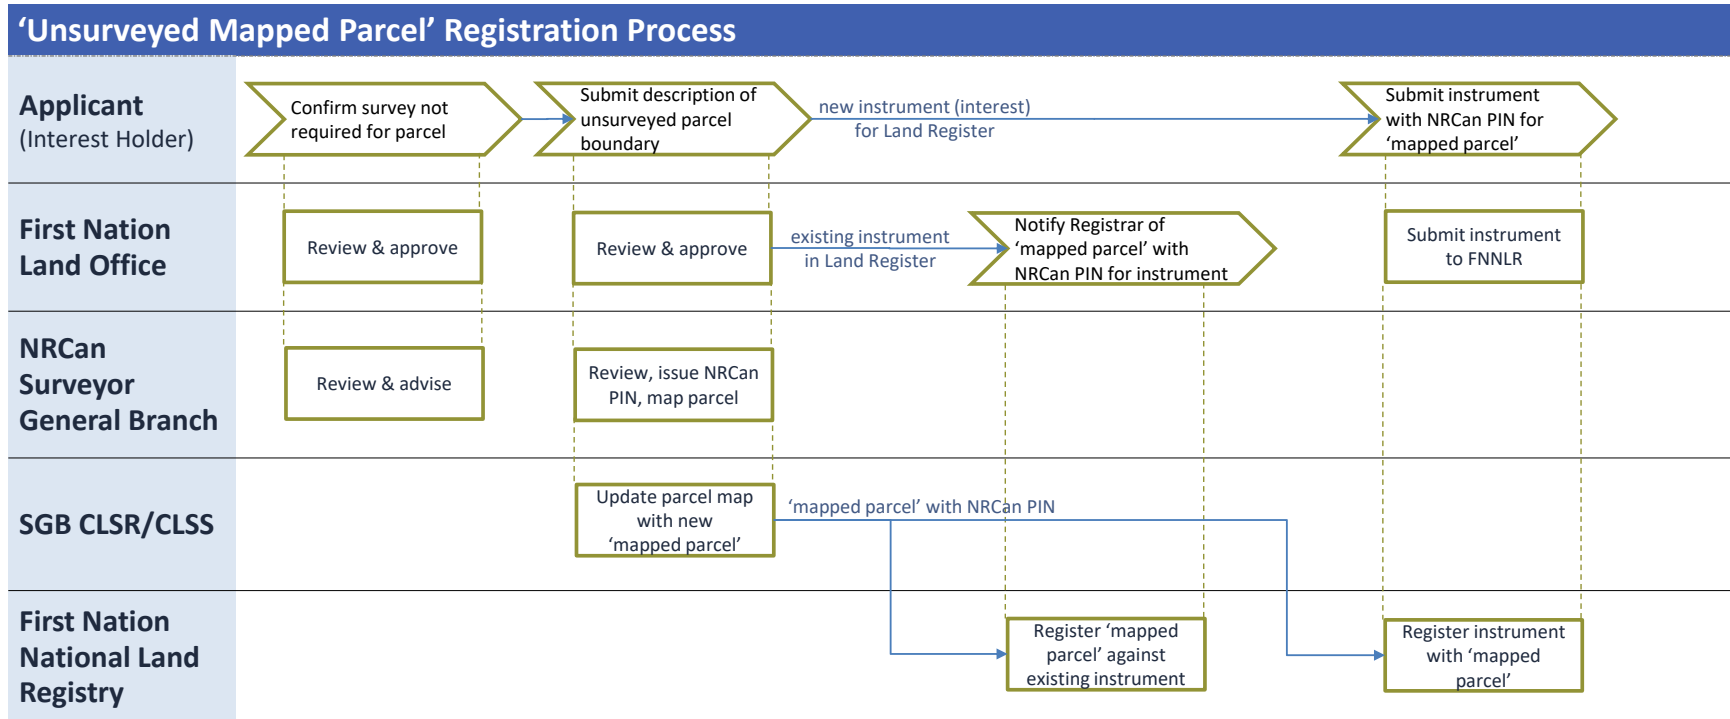 ‘Unsurveyed Mapped Parcel’ Registration Process
Applicant
(Interest Holder)
Confirm survey not
required for parcel
Submit description of
unsurveyed parcel
boundary
new instrument (interest)
for Land Register
Submit instrument
with NRCan PIN for
‘mapped parcel’
First Nation
Land Office
Review & approve
Review & approve
existing instrument
in Land Register
Notify Registrar of
‘mapped parcel’ with
NRCan PIN for instrument
Submit instrument
to FNNLR
NRCan
Surveyor
General Branch
Review & advise
Review, issue NRCan
PIN, map parcel
SGB CLSR/CLSS
Update parcel map
with new
‘mapped parcel’
‘mapped parcel’ with NRCan PIN
First Nation
National Land
Registry
Register ‘mapped
parcel’ against
existing instrument
Register instrument
with ‘mapped
parcel’